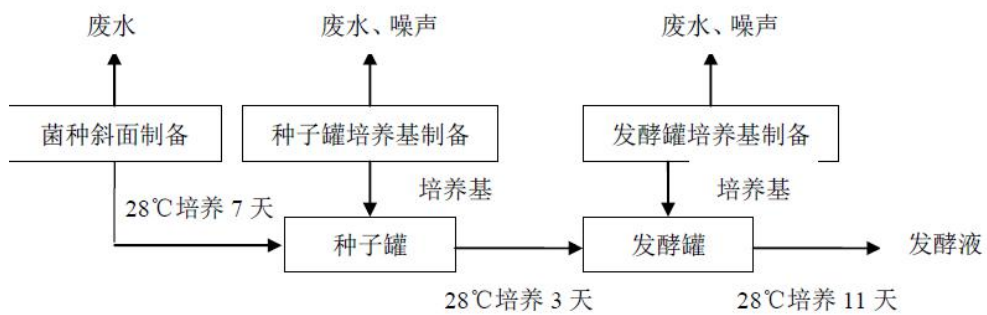 废水
废水、噪声
废水、噪声
菌种斜面制备
种子罐培养基制备
发酵罐培养基制备
28℃培养 7 天
培养基
培养基
种子罐
发酵罐
发酵液
28℃培养 3 天
28℃培养 11 天